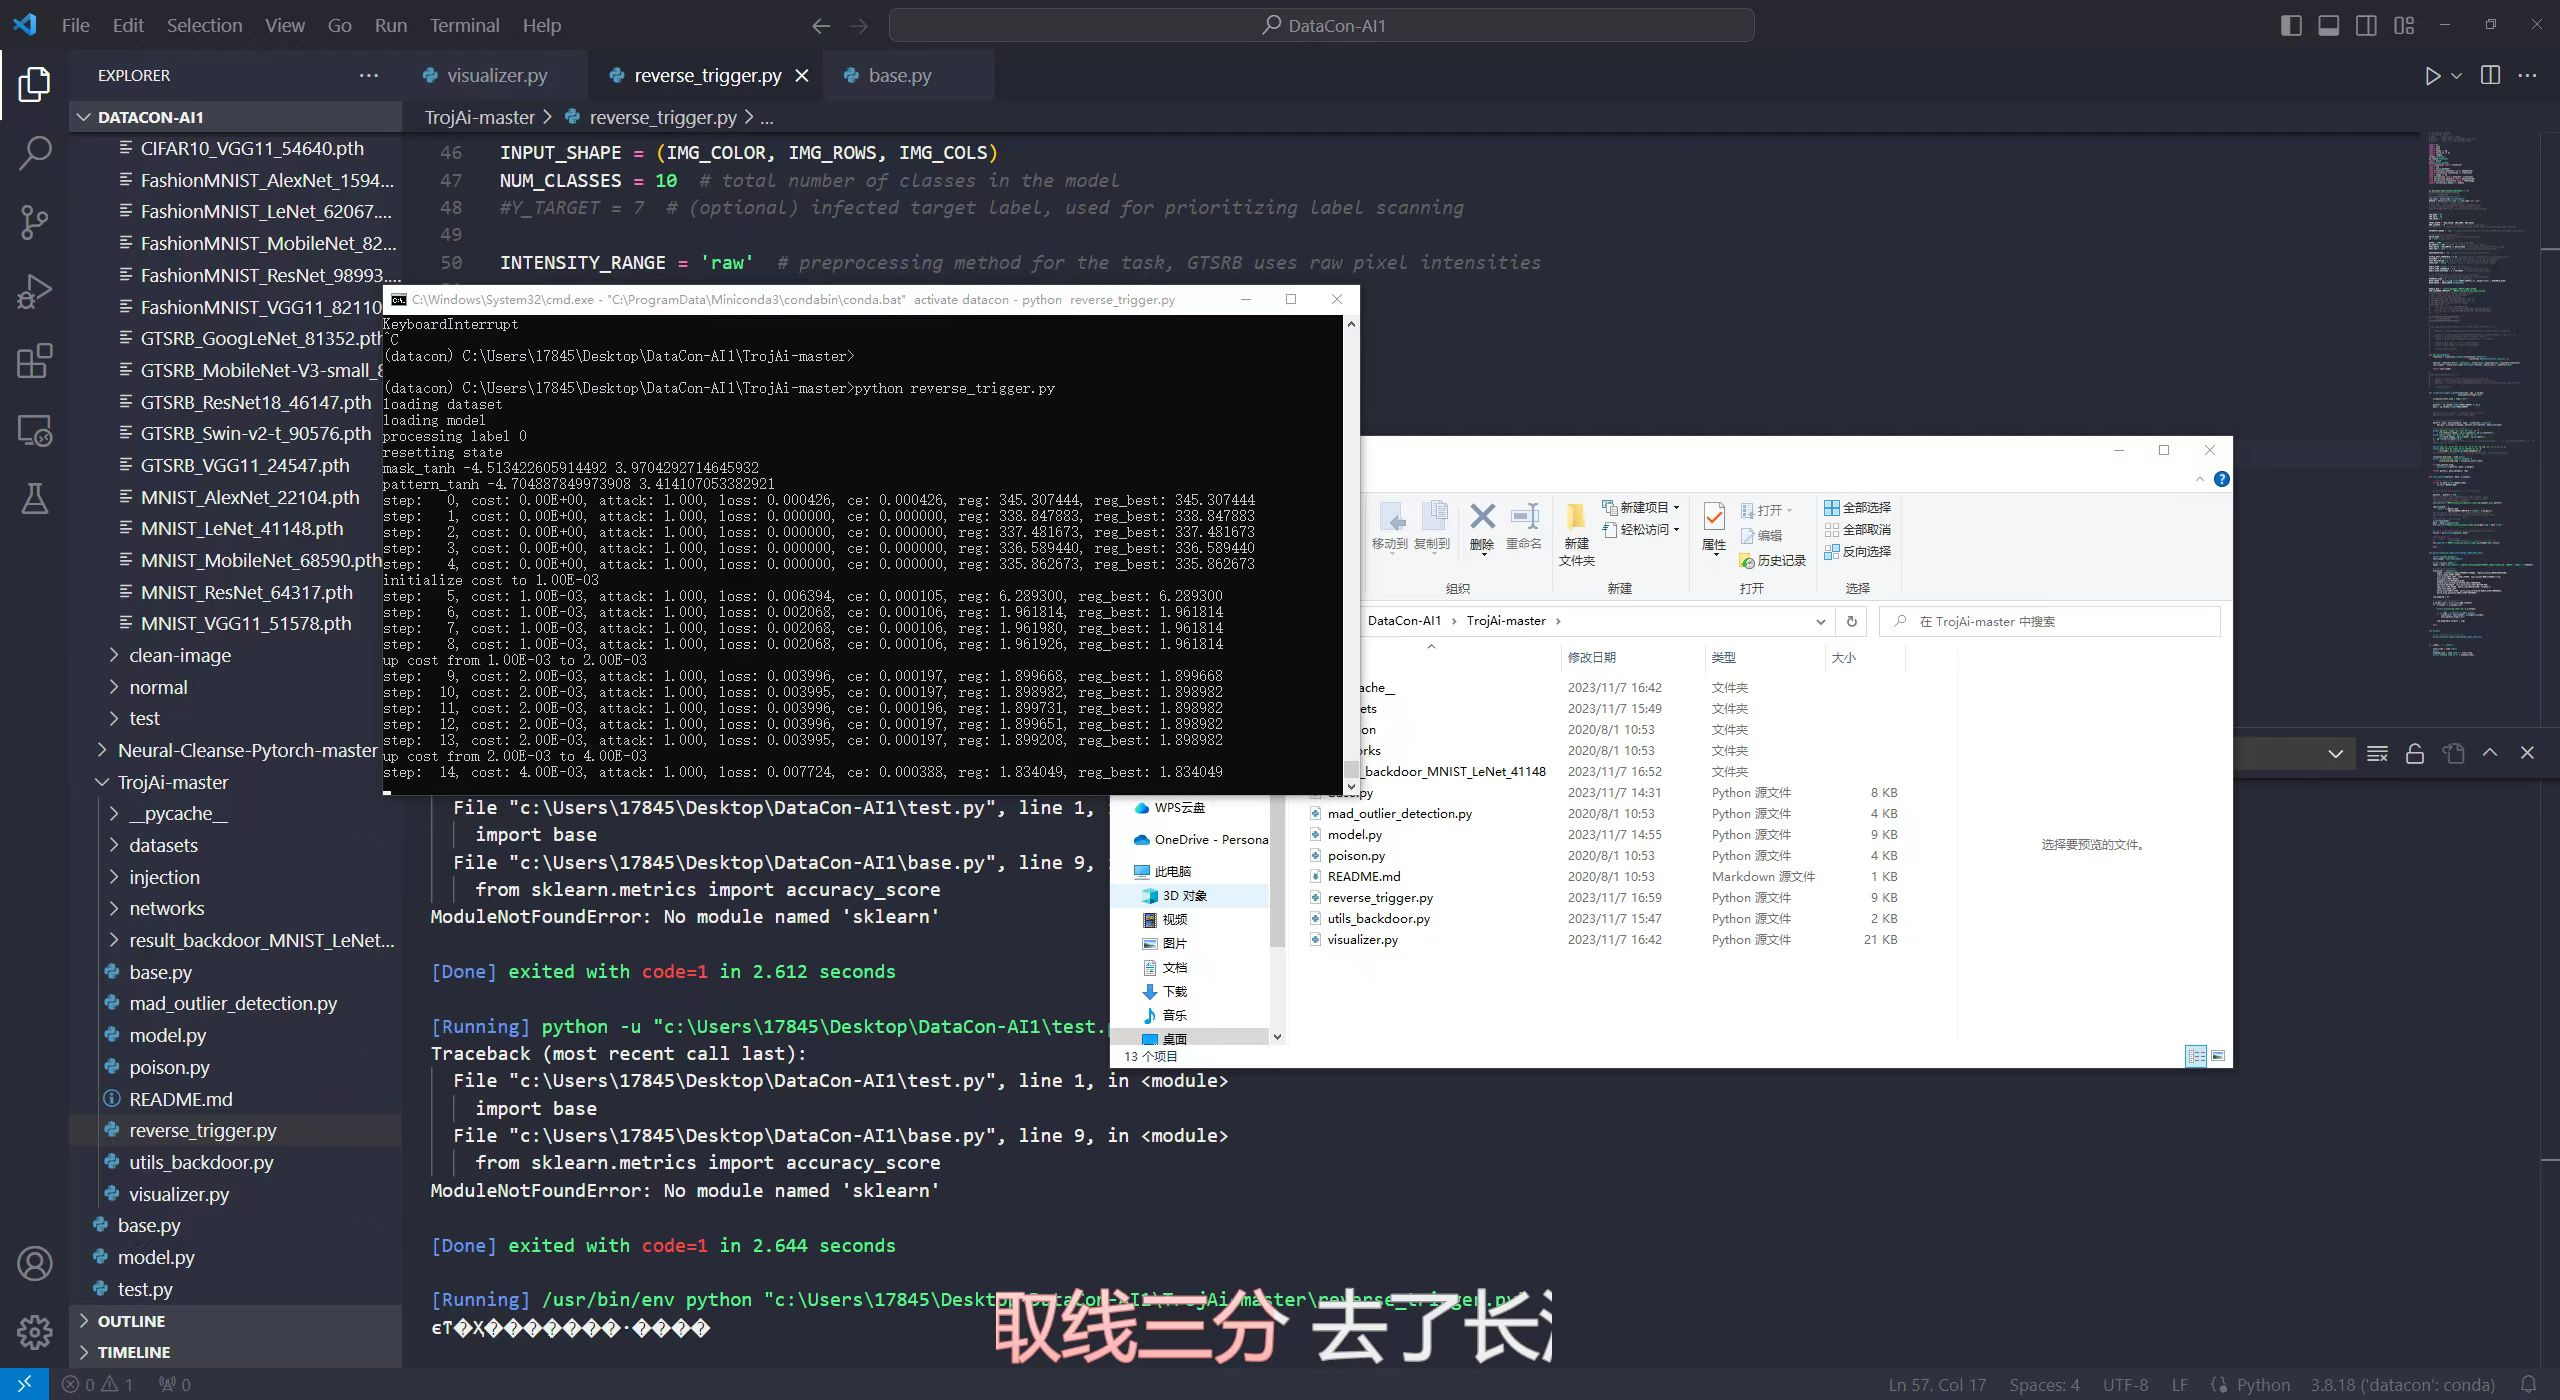 File Edit Selection View Go Run Terminal Help
DataCon-AI1
EXPLORER
visualizer.py
reverse_trigger.py
base.py
DATACON-AI1
CIFAR10_VGG11_54640.pth
FashionMNIST_AlexNet_1594...
FashionMNIST_LeNet_62067....
FashionMNIST_MobileNet_82...
FashionMNIST_ResNet_98993....
FashionMNIST_VGG11_82110
GTSRB_GoogLeNet_81352.pth
GTSRB_MobileNet-V3-small_8
GTSRB_ResNet18_46147.pth
GTSRB_Swin-v2-t_90576.pth
GTSRB_VGG11_24547.pth
MNIST_AlexNet_22104.pth
MNIST_LeNet_41148.pth
MNIST_MobileNet_68590.pth
MNIST_ResNet_64317.pth
MNIST_VGG11_51578.pth
clean-image
normal
test
Neural-Cleanse-Pytorch-master
TrojAi-master
__pycache__
datasets
injection
networks
result_backdoor_MNIST_LeNet...
base.py
mad_outlier_detection.py
model.py
poison.py
README.md
reverse_trigger.py
utils_backdoor.py
visualizer.py
base.py
model.py
test.py
OUTLINE
TIMELINE
TrojAi-master > reverse_trigger.py > ...
46 INPUT_SHAPE = (IMG_COLOR, IMG_ROWS, IMG_COLS)
47 NUM_CLASSES = 10 # total number of classes in the model
48 #Y_TARGET = 7 # (optional) infected target label, used for prioritizing label scanning
49
50 INTENSITY_RANGE = 'raw' # preprocessing method for the task, GTSRB uses raw pixel intensities
C:\Windows\System32\cmd.exe - "C:\ProgramData\Miniconda3\condabin\conda.bat" activate datacon - python reverse_trigger.py
KeyboardInterrupt
^C
(datacon) C:\Users\17845\Desktop\DataCon-AI1\TrojAi-master>
(datacon) C:\Users\17845\Desktop\DataCon-AI1\TrojAi-master>python reverse_trigger.py
loading dataset
loading model
processing label 0
resetting state
mask_tanh -4.513422605914492 3.9704292714645932
pattern_tanh -4.704887849973908 3.414107053382921
step: 0, cost: 0.00E+00, attack: 1.000, loss: 0.000426, ce: 0.000426, reg: 345.307444, reg_best: 345.307444
step: 1, cost: 0.00E+00, attack: 1.000, loss: 0.000000, ce: 0.000000, reg: 338.847883, reg_best: 338.847883
step: 2, cost: 0.00E+00, attack: 1.000, loss: 0.000000, ce: 0.000000, reg: 337.481673, reg_best: 337.481673
step: 3, cost: 0.00E+00, attack: 1.000, loss: 0.000000, ce: 0.000000, reg: 336.589440, reg_best: 336.589440
step: 4, cost: 0.00E+00, attack: 1.000, loss: 0.000000, ce: 0.000000, reg: 335.862673, reg_best: 335.862673
initialize cost to 1.00E-03
step: 5, cost: 1.00E-03, attack: 1.000, loss: 0.006394, ce: 0.000105, reg: 6.289300, reg_best: 6.289300
step: 6, cost: 1.00E-03, attack: 1.000, loss: 0.002068, ce: 0.000106, reg: 1.961814, reg_best: 1.961814
step: 7, cost: 1.00E-03, attack: 1.000, loss: 0.002068, ce: 0.000106, reg: 1.961980, reg_best: 1.961814
step: 8, cost: 1.00E-03, attack: 1.000, loss: 0.002068, ce: 0.000106, reg: 1.961926, reg_best: 1.961814
up cost from 1.00E-03 to 2.00E-03
step: 9, cost: 2.00E-03, attack: 1.000, loss: 0.003996, ce: 0.000197, reg: 1.899668, reg_best: 1.899668
step: 10, cost: 2.00E-03, attack: 1.000, loss: 0.003996, ce: 0.000197, reg: 1.898982, reg_best: 1.898982
step: 11, cost: 2.00E-03, attack: 1.000, loss: 0.003996, ce: 0.000196, reg: 1.899731, reg_best: 1.898982
step: 12, cost: 2.00E-03, attack: 1.000, loss: 0.003996, ce: 0.000197, reg: 1.899651, reg_best: 1.898982
step: 13, cost: 2.00E-03, attack: 1.000, loss: 0.003995, ce: 0.000197, reg: 1.899208, reg_best: 1.898982
up cost from 2.00E-03 to 4.00E-03
step: 14, cost: 4.00E-03, attack: 1.000, loss: 0.007724, ce: 0.000388, reg: 1.834049, reg_best: 1.834049
移动到 复制到 删除 重命名
组织
新建文件夹
新建项目
轻松访问
新建
属性
打开
编辑
历史记录
打开
全部选择
全部取消
反向选择
选择
DataCon-AI1 > TrojAi-master >
在 TrojAi-master 中搜索
修改日期 类型 大小
ache__ 2023/11/7 16:42 文件夹
ets 2023/11/7 15:49 文件夹
on 2020/8/1 10:53 文件夹
rks 2020/8/1 10:53 文件夹
_backdoor_MNIST_LeNet_41148 2023/11/7 16:52 文件夹
base.py 2023/11/7 14:31 Python 源文件 8 KB
mad_outlier_detection.py 2020/8/1 10:53 Python 源文件 4 KB
model.py 2023/11/7 14:55 Python 源文件 9 KB
poison.py 2020/8/1 10:53 Python 源文件 4 KB
README.md 2020/8/1 10:53 Markdown 源文件 1 KB
reverse_trigger.py 2023/11/7 16:59 Python 源文件 9 KB
utils_backdoor.py 2023/11/7 15:47 Python 源文件 2 KB
visualizer.py 2023/11/7 16:42 Python 源文件 21 KB
选择要预览的文件。
WPS云盘
OneDrive - Persona
此电脑
3D 对象
视频
图片
文档
下载
音乐
桌面
13 个项目
File "c:\Users\17845\Desktop\DataCon-AI1\test.py", line 1,
import base
File "c:\Users\17845\Desktop\DataCon-AI1\base.py", line 9,
from sklearn.metrics import accuracy_score
ModuleNotFoundError: No module named 'sklearn'
[Done] exited with code=1 in 2.612 seconds
[Running] python -u "c:\Users\17845\Desktop\DataCon-AI1\test.p
Traceback (most recent call last):
File "c:\Users\17845\Desktop\DataCon-AI1\test.py", line 1, in <module>
import base
File "c:\Users\17845\Desktop\DataCon-AI1\base.py", line 9, in <module>
from sklearn.metrics import accuracy_score
ModuleNotFoundError: No module named 'sklearn'
[Done] exited with code=1 in 2.644 seconds
[Running] /usr/bin/env python "c:\Users\17845\Desktop\DataCon-AI1\TrojAi-master\reverse_trigger.py"
取线三分 去了长
0 1 0
Ln 57, Col 17 Spaces: 4 UTF-8 LF Python 3.8.18 ('datacon': conda)